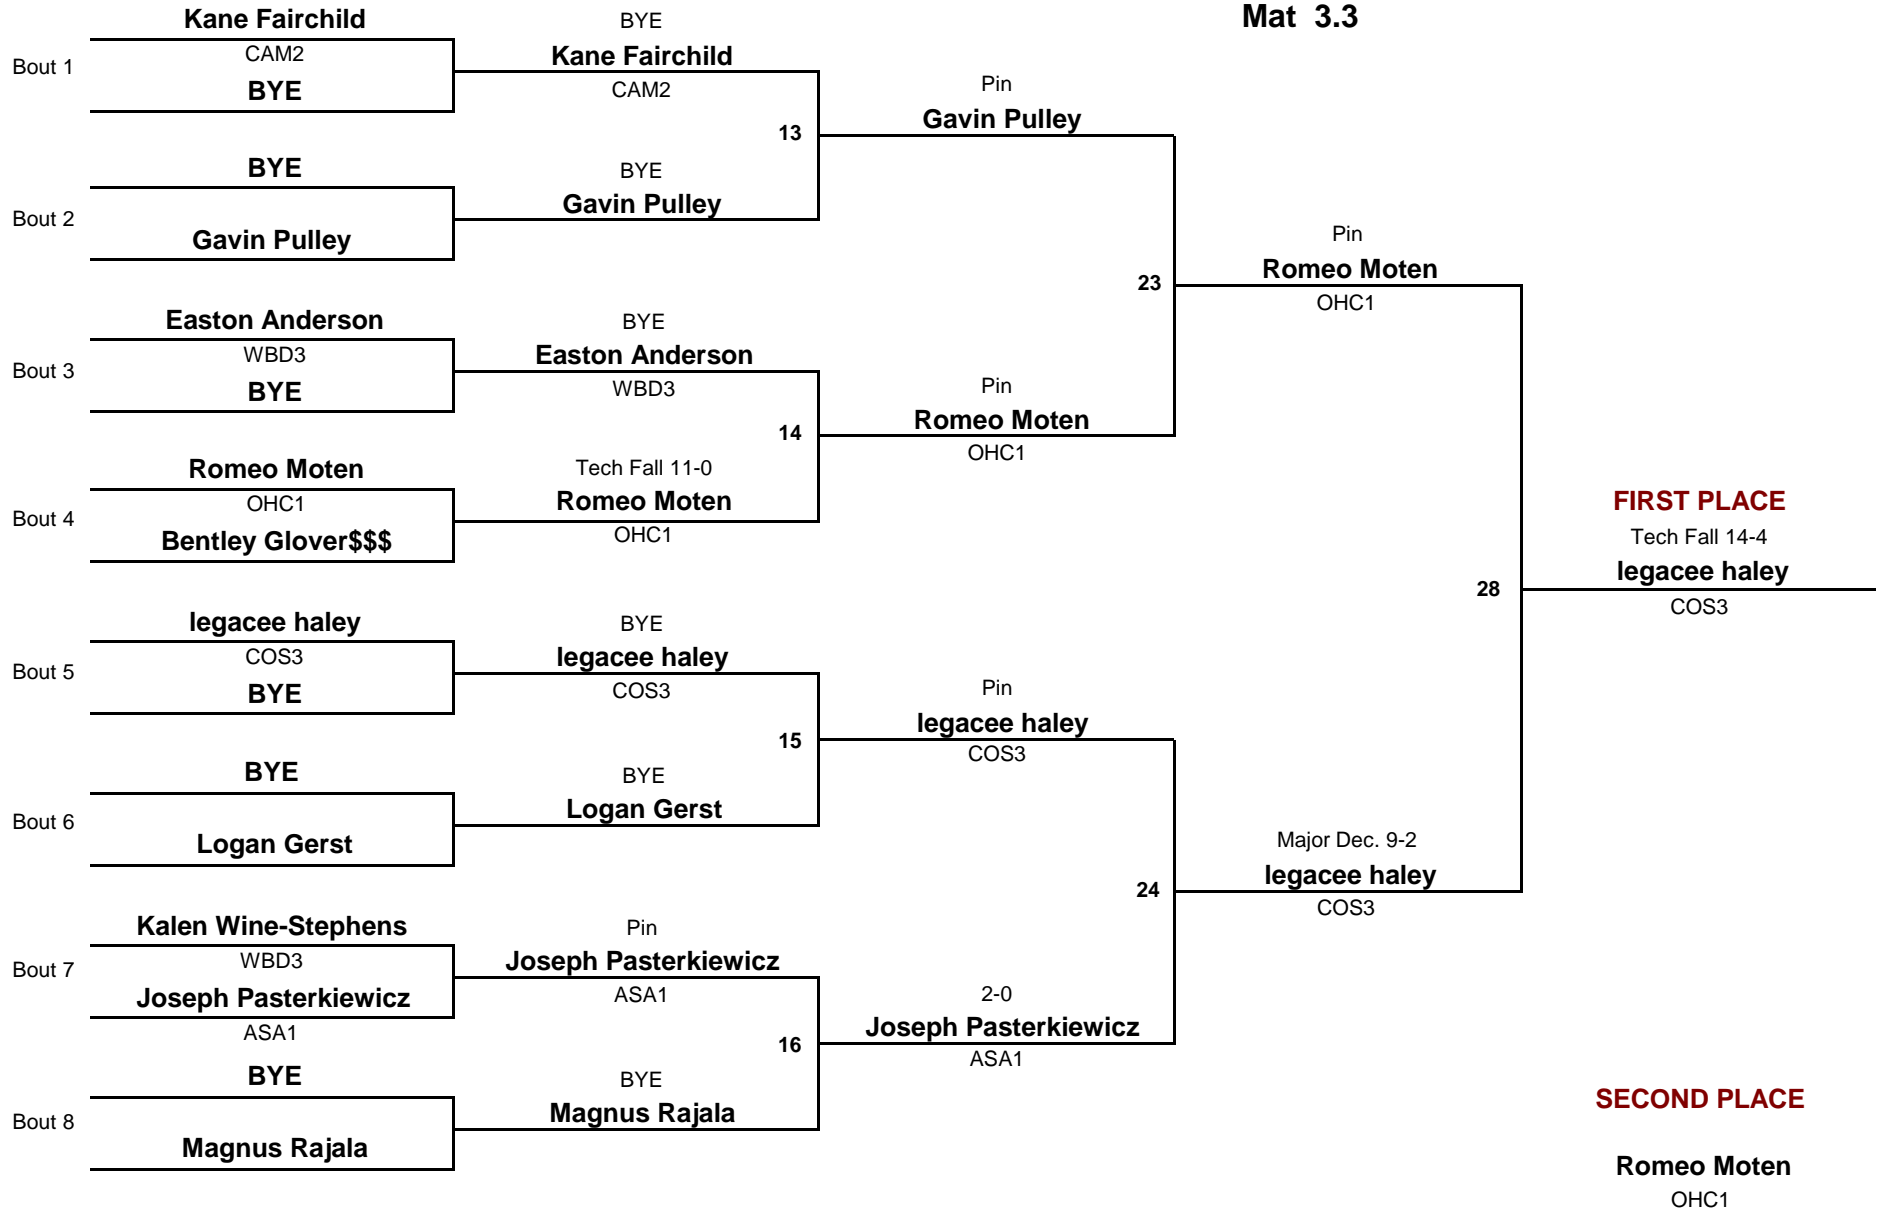 Mat 3.3
Kane Fairchild
Bout 1
CAM2
BYE
BYE
Bout 2
Gavin Pulley
Easton Anderson
Bout 3
WBD3
BYE
Romeo Moten
Bout 4
OHC1
Bentley Glover$$$
legacee haley
Bout 5
COS3
BYE
BYE
Bout 6
Logan Gerst
Kalen Wine-Stephens
Bout 7
WBD3
Joseph Pasterkiewicz
ASA1
BYE
Bout 8
Magnus Rajala
BYE
Kane Fairchild
CAM2
13
BYE
Gavin Pulley
BYE
Easton Anderson
WBD3
14
Tech Fall 11-0
Romeo Moten
OHC1
BYE
legacee haley
COS3
15
BYE
Logan Gerst
Pin
Joseph Pasterkiewicz
ASA1
16
BYE
Magnus Rajala
Pin
Gavin Pulley
23
Pin
Romeo Moten
OHC1
Pin
legacee haley
COS3
24
2-0
Joseph Pasterkiewicz
ASA1
Pin
Romeo Moten
OHC1
28
Major Dec. 9-2
legacee haley
COS3
FIRST PLACE
Tech Fall 14-4
legacee haley
COS3
SECOND PLACE
Romeo Moten
OHC1